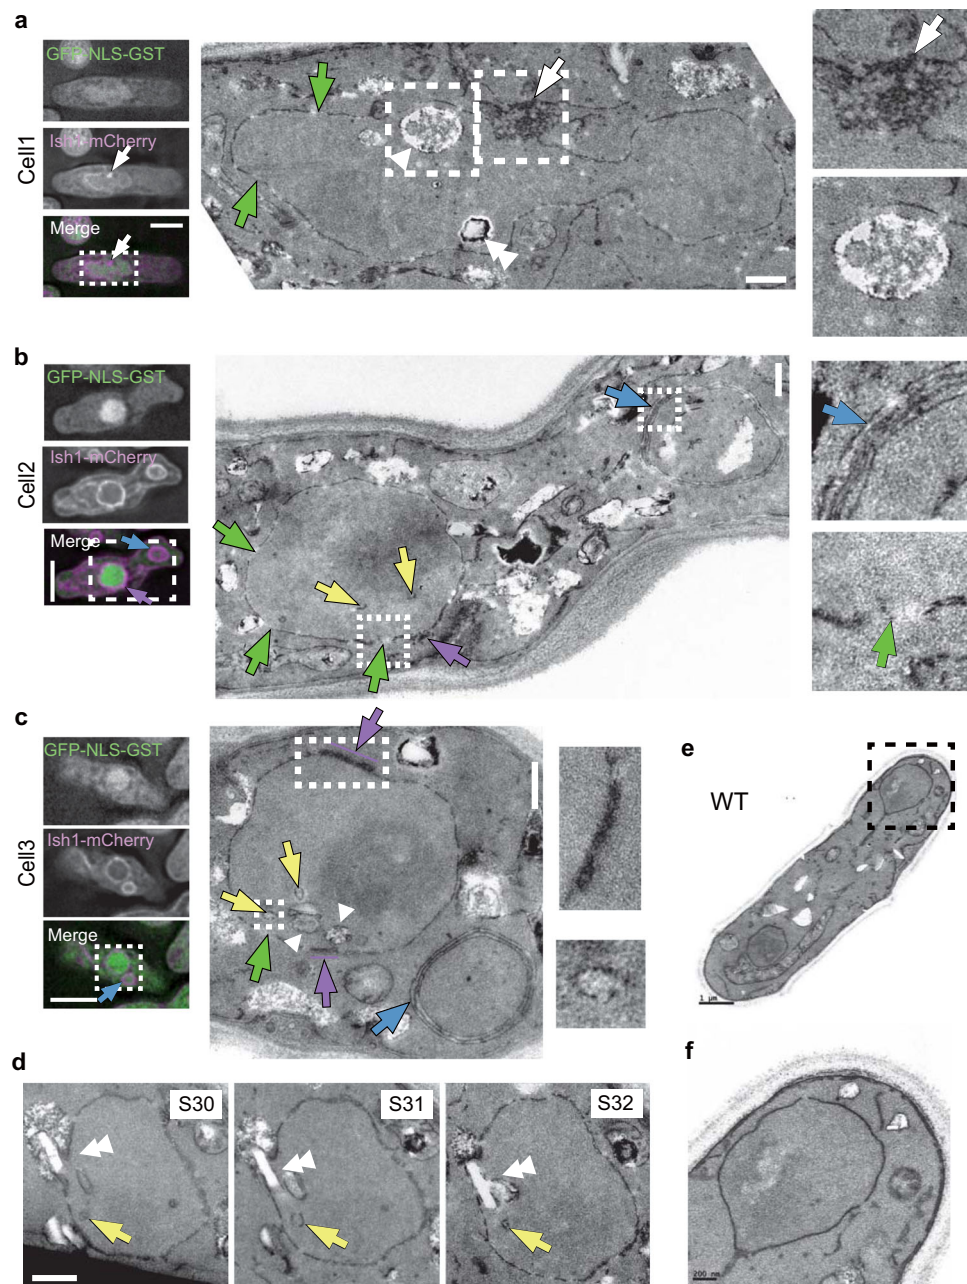 a
GFP-NLS-GST
Cell1
Ish1-mCherry
Merge
b
GFP-NLS-GST
Cell2
Ish1-mCherry
Merge
c
GFP-NLS-GST
Cell3
Ish1-mCherry
Merge
d
S30
S31
S32
e
WT
1 µm
f
200 nm